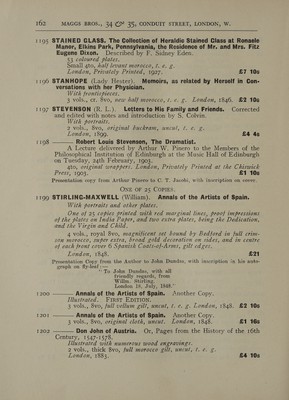 162 MAGGS BROS., 34 & 35, CONDUIT STREET, LONDON, W.
1195 STAINED GLASS. The Collection of Heraldic Stained Glass at Ronaele
Manor, Elkins Park, Pennsylvania, the Residence of Mr. and Mrs. Fitz
Eugene Dixon. Described by F. Sidney Eden.
53 coloured plates.
Small 4to, half levant morocco, t. e. g.
London, Privately Printed, 1927. £7 10s
1196 STANHOPE (Lady Hester). Memoirs, as related by Herself in Con-
versations with her Physician.
With frontispieces.
3 vols., cr. 8vo, new half morocco, t. e. g. London, 1846. £2 10s
1197 STEVENSON (R. L.). Letters to His Family and Friends. Corrected
and edited with notes and introduction by S. Colvin.
With portraits.
2 vols., 8vo, original buckram, uncut, t. e. g.
London, 1899. £4 4s
1198 ——— Robert Louis Stevenson, The Dramatist.
A Lecture delivered by Arthur W. Pinero to the Members of the
Philosophical Institution of Edinburgh at the Music Hall of Edinburgh
on Tuesday, 24th February, 1903.
4to, original wrappers. London, Privately Printed at the Chiswick
Press, 1903. £1 10s
Presentation copy from Arthur Pinero to C. T. Jacobi, with inscription on cover.
One of 25 Copies.
1199 STIRLING-MAXWELL (William). Annals of the Artists of Spain.
With portraits and other plates.
One of 25 copies printed with red marginal lines, proof impressions
of the plates on India Paper, and two extra plates, being the Dedication,
and the Virgin and Child.
4 vols., royal 8vo, magnificent set bound by Bedford in full crim-
son morocco, super extra, broad gold decoration on sides, and in centre
of each front cover 6 Spanish Coats-of-Arms, gilt edges.
London, 1848. £21
Presentation Copy from the Author to John Dundas, with inscription in his auto-
graph on fly-leaf:—
"To John Dundas, with all
friendly regards, from
Willm. Stirling.
London 18, July, 1848."
1200 ——— Annals of the Artists of Spain. Another Copy.
Illustrated. First Edition.
3 vols., 8vo, full vellum gilt, uncut, t. e. g. London, 1848. £2 10s
1201 ——— Annals of the Artists of Spain. Another Copy.
3 vols., 8vo, original cloth, uncut. London, 1848. £1 16s
1202 ——— Don John of Austria. Or, Pages from the History of the 16th
Century, 1547-1578.
Illustrated with numerous wood engravings.
2 vols., thick 8vo, full morocco gilt, uncut, t. e. g.
London, 1883. £4 10s